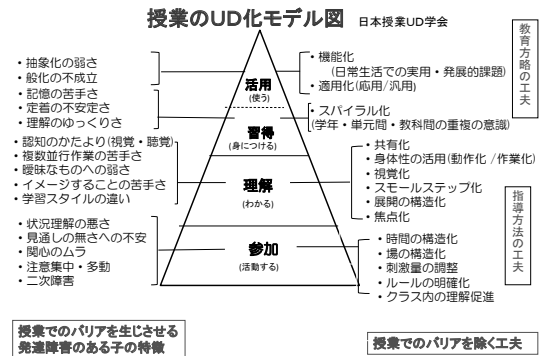 授業のUD化モデル図 日本授業UD学会
教育方略の工夫
・抽象化の弱さ
・般化の不成立
・記憶の苦手さ
・定着の不安定さ
・理解のゆっくりさ
・認知のかたより(視覚・聴覚)
・複数並行作業の苦手さ
・曖昧なものへの弱さ
・イメージすることの苦手さ
・学習スタイルの違い
・状況理解の悪さ
・見通しの無さへの不安
・関心のムラ
・注意集中・多動
・二次障害
活用
(使う)
習得
(身につける)
理解
(わかる)
参加
(活動する)
・機能化
(日常生活での実用・発展的課題)
・適用化(応用/汎用)
・スパイラル化
(学年・単元間・教科間の重複の意識)
・共有化
・身体性の活用(動作化 /作業化)
・視覚化
・スモールステップ化
・展開の構造化
・焦点化
・時間の構造化
・場の構造化
・刺激量の調整
・ルールの明確化
・クラス内の理解促進
指導方法の工夫
授業でのバリアを生じさせる
発達障害のある子の特徴
授業でのバリアを除く工夫